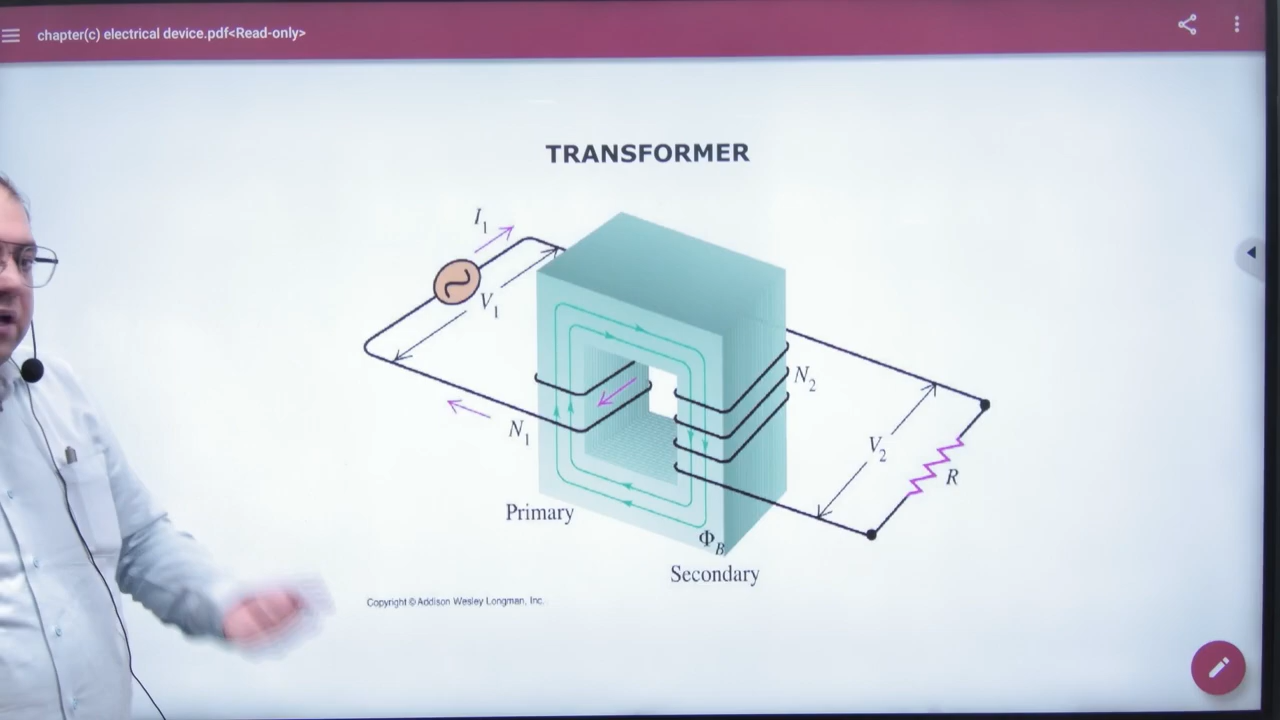 chapter(c) electrical device.pdf<Read-only>
TRANSFORMER
I1
V1
N1
N2
V2
R
Primary
ΦB
Secondary
Copyright © Addison Wesley Longman, Inc.